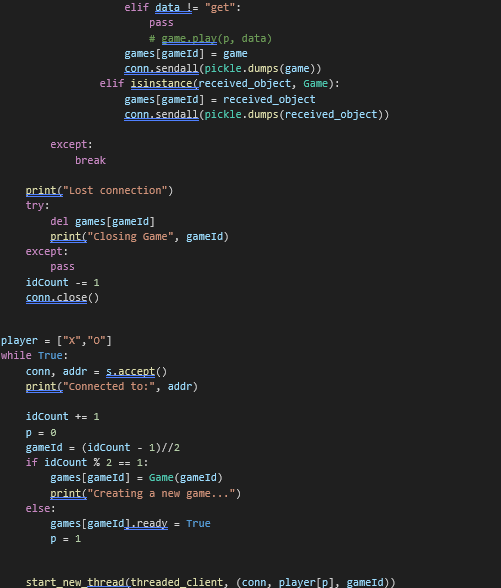 elif data != "get":
pass
# game.play(p, data)
games[gameId] = game
conn.sendall(pickle.dumps(game))
elif isinstance(received_object, Game):
games[gameId] = received_object
conn.sendall(pickle.dumps(received_object))
except:
break
print("Lost connection")
try:
del games[gameId]
print("Closing Game", gameId)
except:
pass
idCount -= 1
conn.close()
player = ["X","O"]
while True:
conn, addr = s.accept()
print("Connected to:", addr)
idCount += 1
p = 0
gameId = (idCount - 1)//2
if idCount % 2 == 1:
games[gameId] = Game(gameId)
print("Creating a new game...")
else:
games[gameId].ready = True
p = 1
start_new_thread(threaded_client, (conn, player[p], gameId))